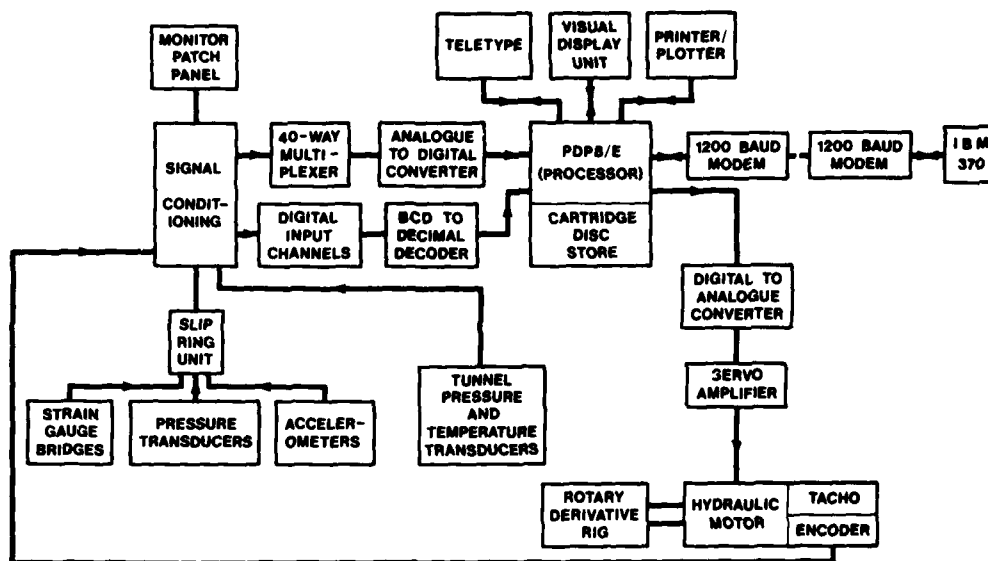 MONITOR
PATCH
PANEL
TELETYPE
VISUAL
DISPLAY
UNIT
PRINTER/
PLOTTER
SIGNAL
CONDIT-
IONING
40-WAY
MULTI-
PLEXER
ANALOGUE
TO DIGITAL
CONVERTER
PDP8/E
(PROCESSOR)
CARTRIDGE
DISC
STORE
1200 BAUD
MODEM
1200 BAUD
MODEM
IBM
370
DIGITAL
INPUT
CHANNELS
BCD TO
DECIMAL
DECODER
DIGITAL TO
ANALOGUE
CONVERTER
SLIP
RING
UNIT
3ERVO
AMPLIFIER
STRAIN
GAUGE
BRIDGES
PRESSURE
TRANSDUCERS
ACCELER-
OMETERS
TUNNEL
PRESSURE
AND
TEMPERATURE
TRANSDUCERS
ROTARY
DERIVATIVE
RIG
HYDRAULIC
MOTOR
TACHO
ENCODER